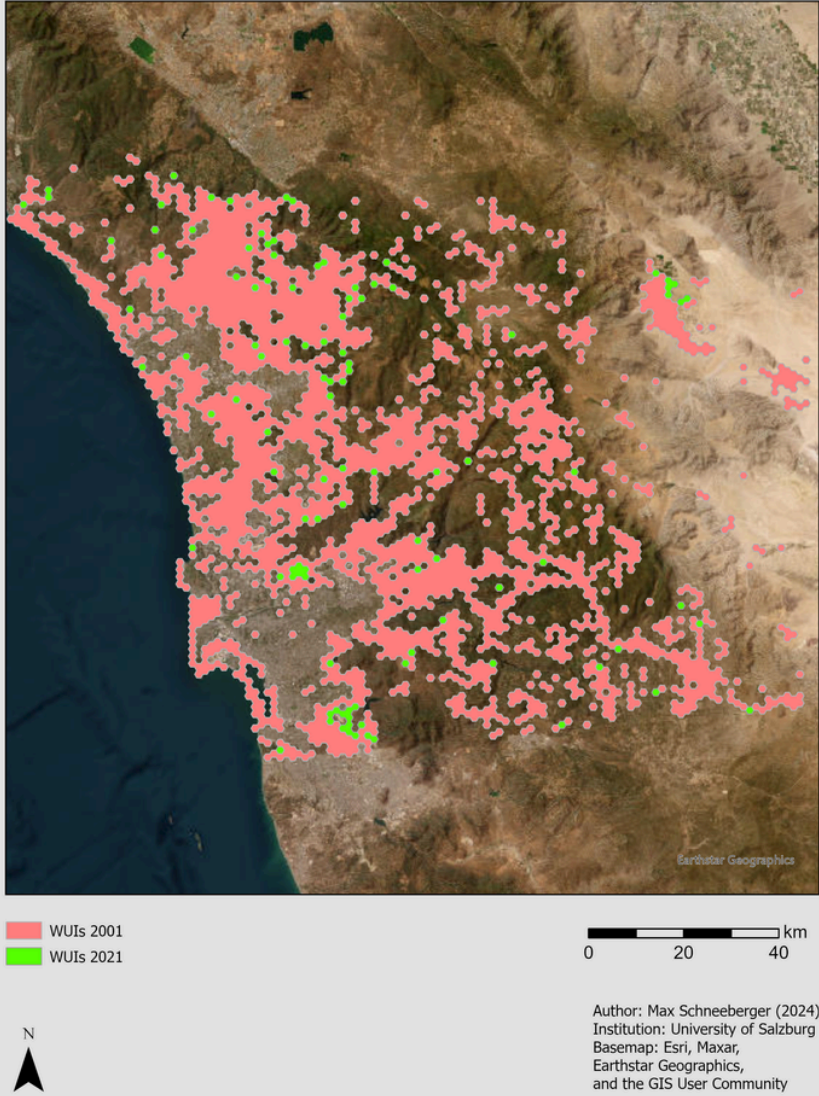 Earthstar Geographics
WUIs 2001
WUIs 2021
km
0 20 40
N
Author: Max Schneeberger (2024)
Institution: University of Salzburg
Basemap: Esri, Maxar,
Earthstar Geographics,
and the GIS User Community